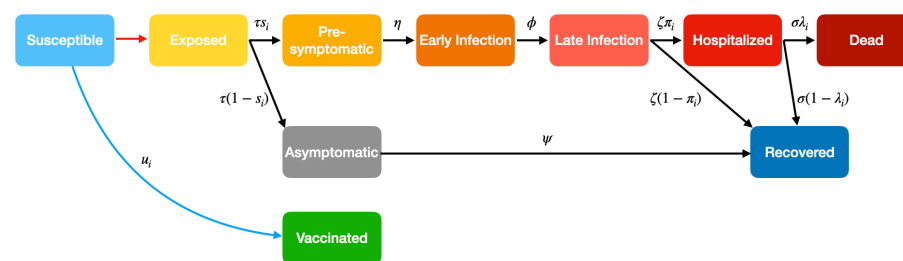 τs_i
η
ϕ
ζπ_i
σλ_i
Susceptible
Exposed
Pre-
symptomatic
Early Infection
Late Infection
Hospitalized
Dead
τ(1 − s_i)
ζ(1 − π_i)
σ(1 − λ_i)
ψ
Asymptomatic
Recovered
u_i
Vaccinated